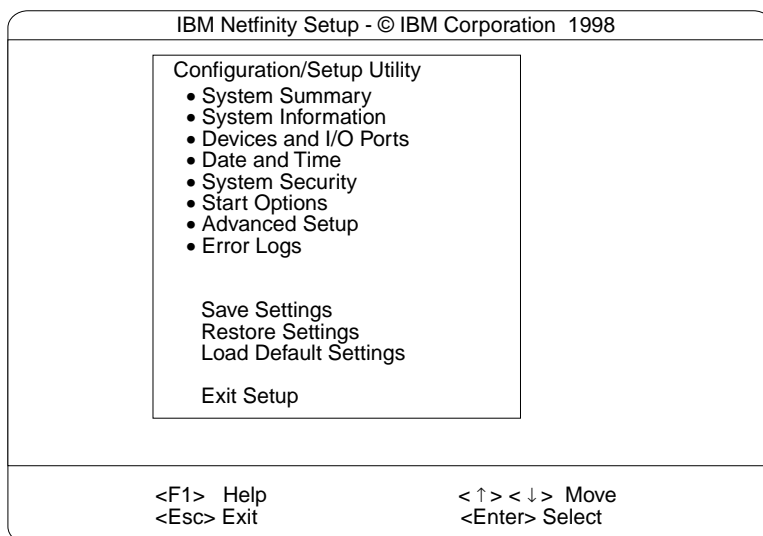 IBM Netfinity Setup - © IBM Corporation 1998
Configuration/Setup Utility
• System Summary
• System Information
• Devices and I/O Ports
• Date and Time
• System Security
• Start Options
• Advanced Setup
• Error Logs
Save Settings
Restore Settings
Load Default Settings
Exit Setup
<F1> Help < ↑ > < ↓ > Move
<Esc> Exit <Enter> Select